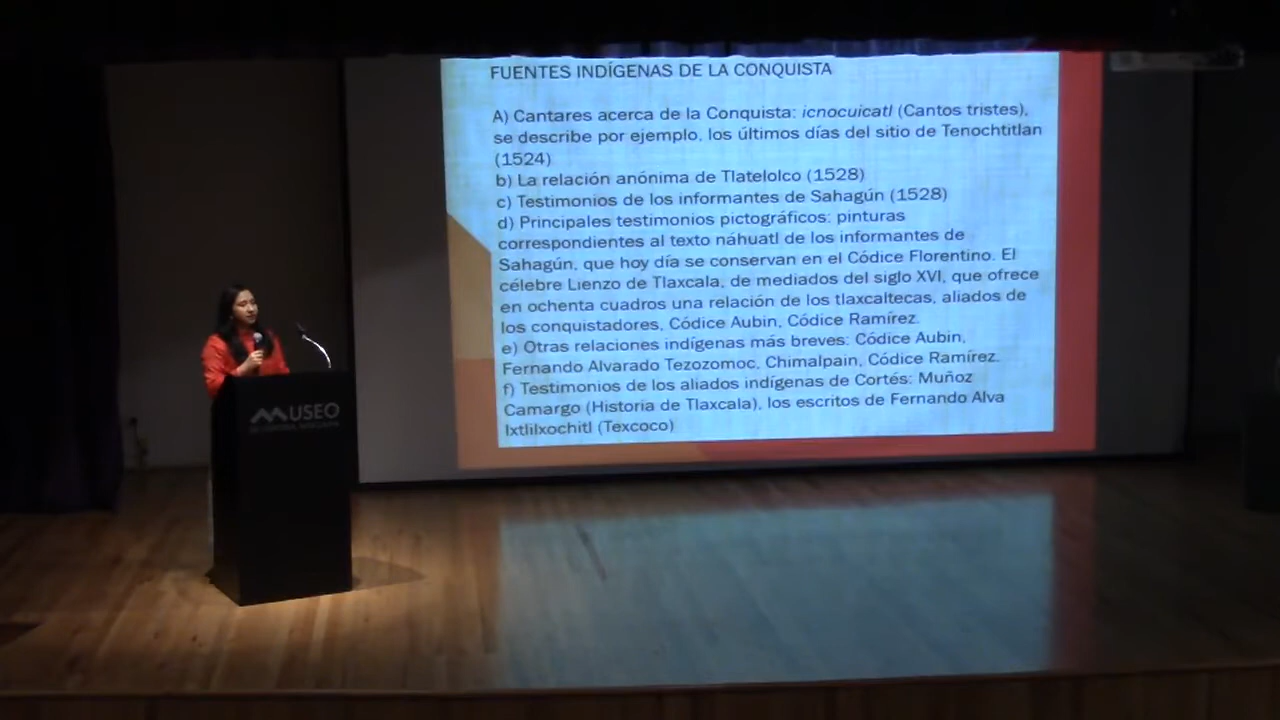 FUENTES INDÍGENAS DE LA CONQUISTA
A) Cantares acerca de la Conquista: icnocuicatl (Cantos tristes),
se describe por ejemplo, los últimos días del sitio de Tenochtitlan
(1524)
b) La relación anónima de Tlatelolco (1528)
c) Testimonios de los informantes de Sahagún (1528)
d) Principales testimonios pictográficos: pinturas
correspondientes al texto náhuatl de los informantes de
Sahagún, que hoy día se conservan en el Códice Florentino. El
célebre Lienzo de Tlaxcala, de mediados del siglo XVI, que ofrece
en ochenta cuadros una relación de los tlaxcaltecas, aliados de
los conquistadores, Códice Aubin, Códice Ramírez.
e) Otras relaciones indígenas más breves: Códice Aubin,
Fernando Alvarado Tezozomoc, Chimalpain, Códice Ramírez.
f) Testimonios de los aliados indígenas de Cortés: Muñoz
Camargo (Historia de Tlaxcala), los escritos de Fernando Alva
Ixtlilxochitl (Texcoco)
MUSEO